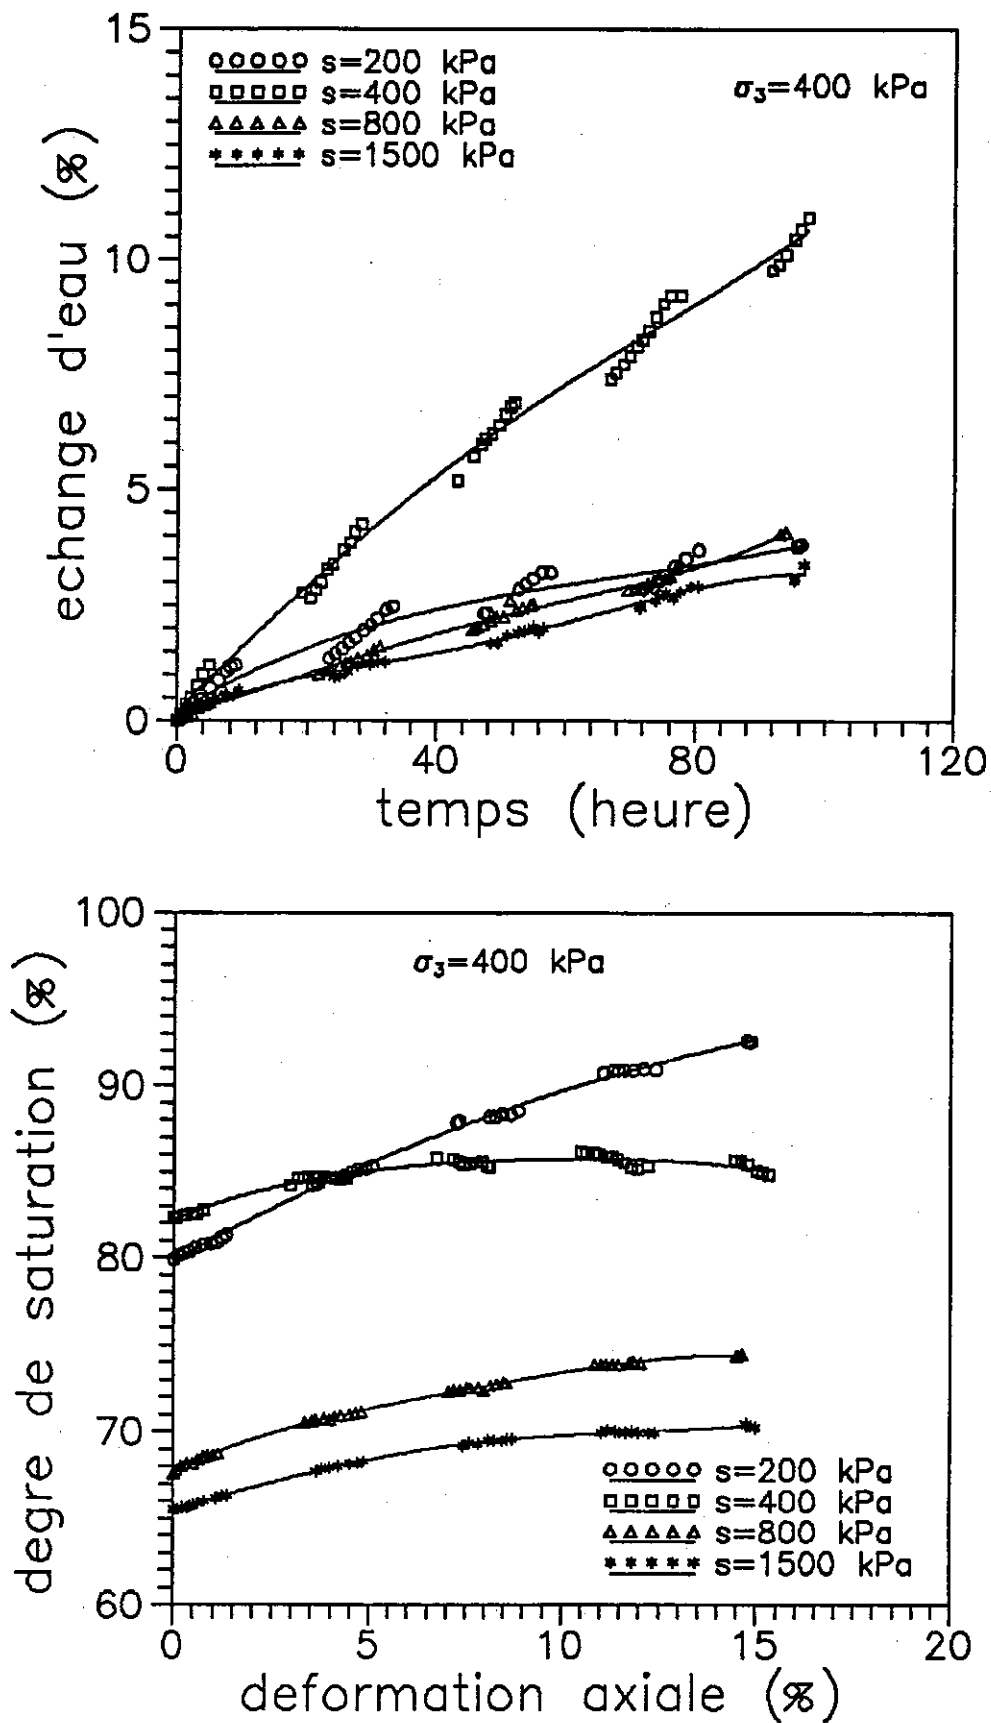 15
s=200 kPa
σ₃=400 kPa
s=400 kPa
s=800 kPa
s=1500 kPa
10
5
0
echange d'eau (%)
0 40 80 120
temps (heure)
100
σ₃=400 kPa
90
80
70
60
degre de saturation (%)
s=200 kPa
s=400 kPa
s=800 kPa
s=1500 kPa
0 5 10 15 20
deformation axiale (%)